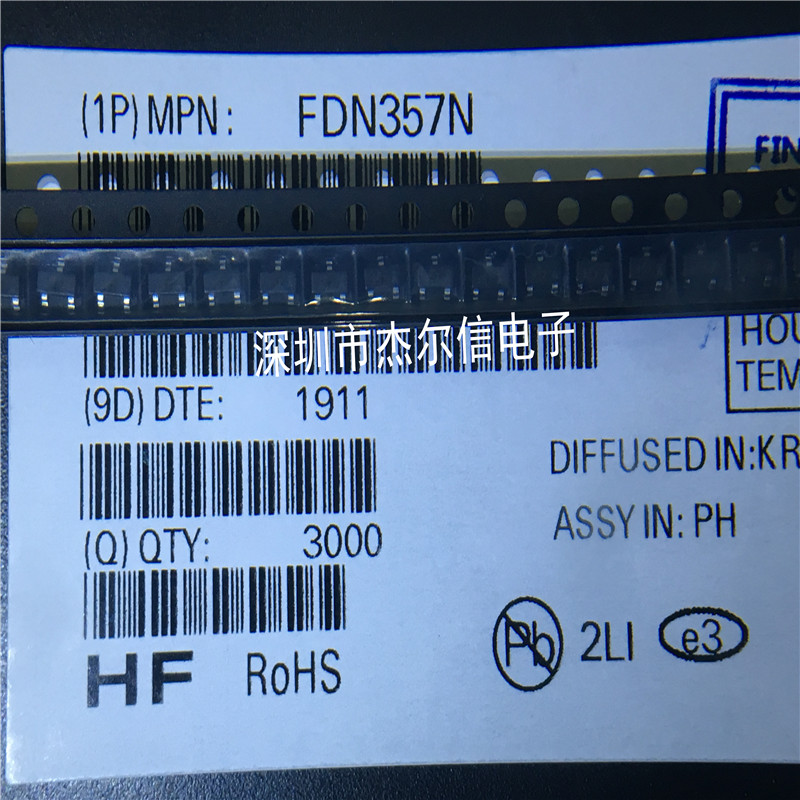 (1P) MPN: FDN357N
FIN
深圳市杰尔信电子
HOU
TEM
(9D) DTE: 1911
DIFFUSED IN:KR
(Q) QTY: 3000
ASSY IN: PH
HF RoHS
Pb 2LI e3